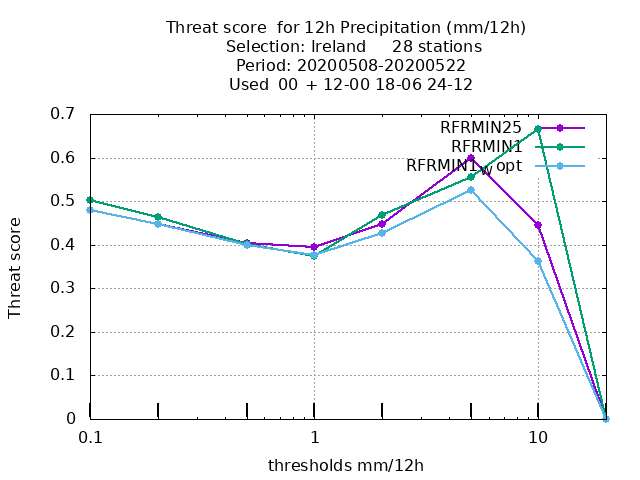 Threat score  for 12h Precipitation (mm/12h)
Selection: Ireland     28 stations
Period: 20200508-20200522
Used  00  + 12-00 18-06 24-12
0.7
0.6
0.5
0.4
0.3
0.2
0.1
0
Threat score
RFRMIN25
RFRMIN1
RFRMIN1W opt
0.1
1
10
thresholds mm/12h